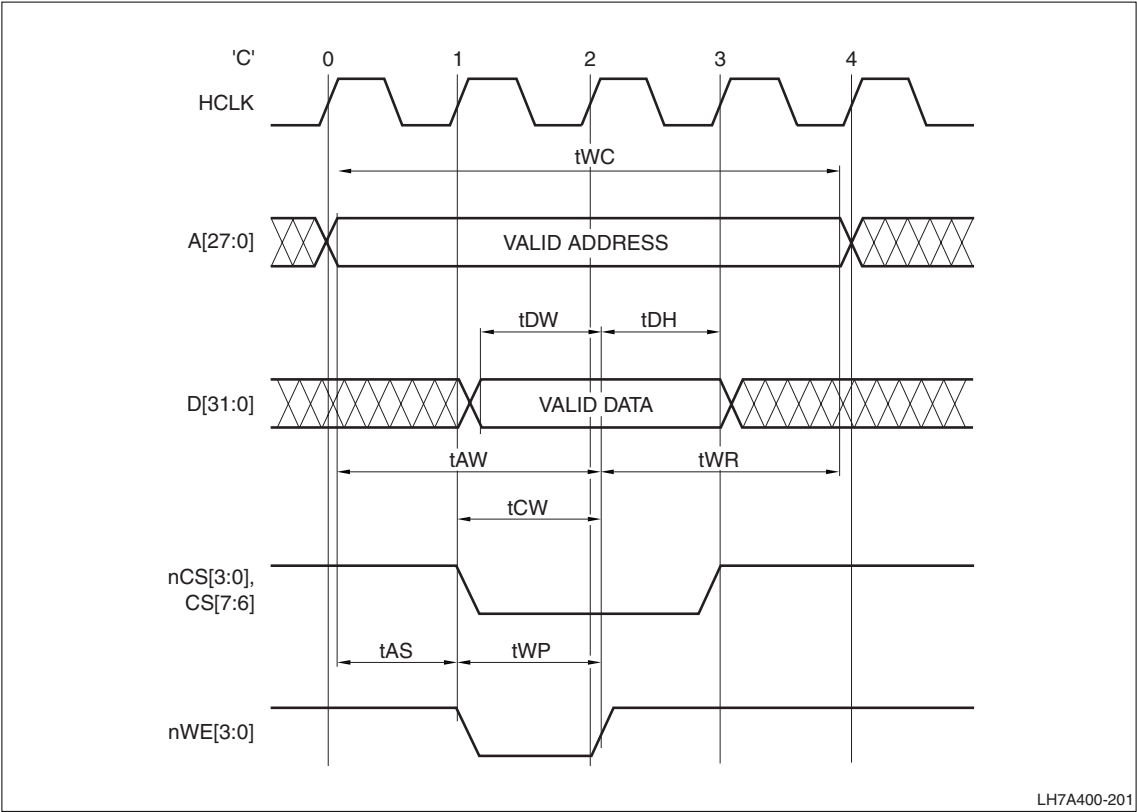 'C' 0 1 2 3 4
HCLK
tWC
A[27:0] VALID ADDRESS
tDW tDH
D[31:0] VALID DATA
tAW tWR
tCW
nCS[3:0],
CS[7:6]
tAS tWP
nWE[3:0]
LH7A400-201